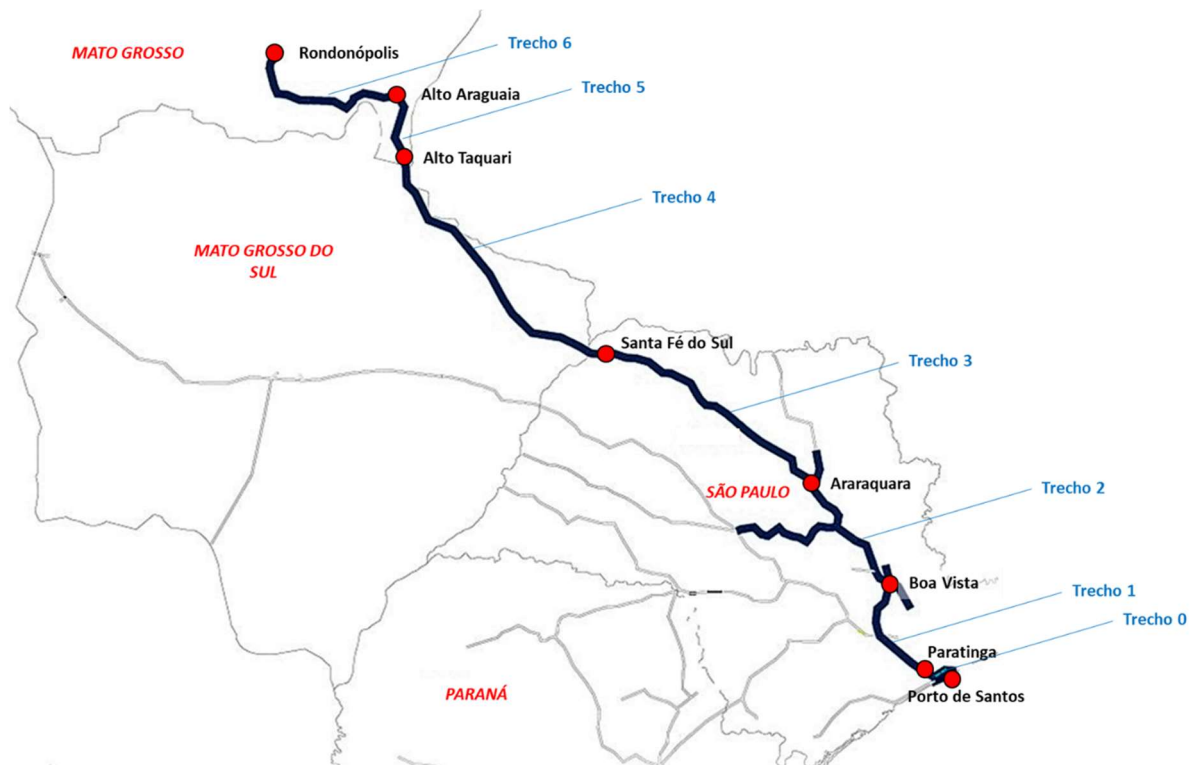 Trecho 6
MATO GROSSO
Rondonópolis
Trecho 5
Alto Araguaia
Alto Taquari
Trecho 4
MATO GROSSO DO
SUL
Santa Fé do Sul
Trecho 3
Araraquara
SÃO PAULO
Trecho 2
Boa Vista
Trecho 1
Trecho 0
Paratinga
PARANÁ
Porto de Santos